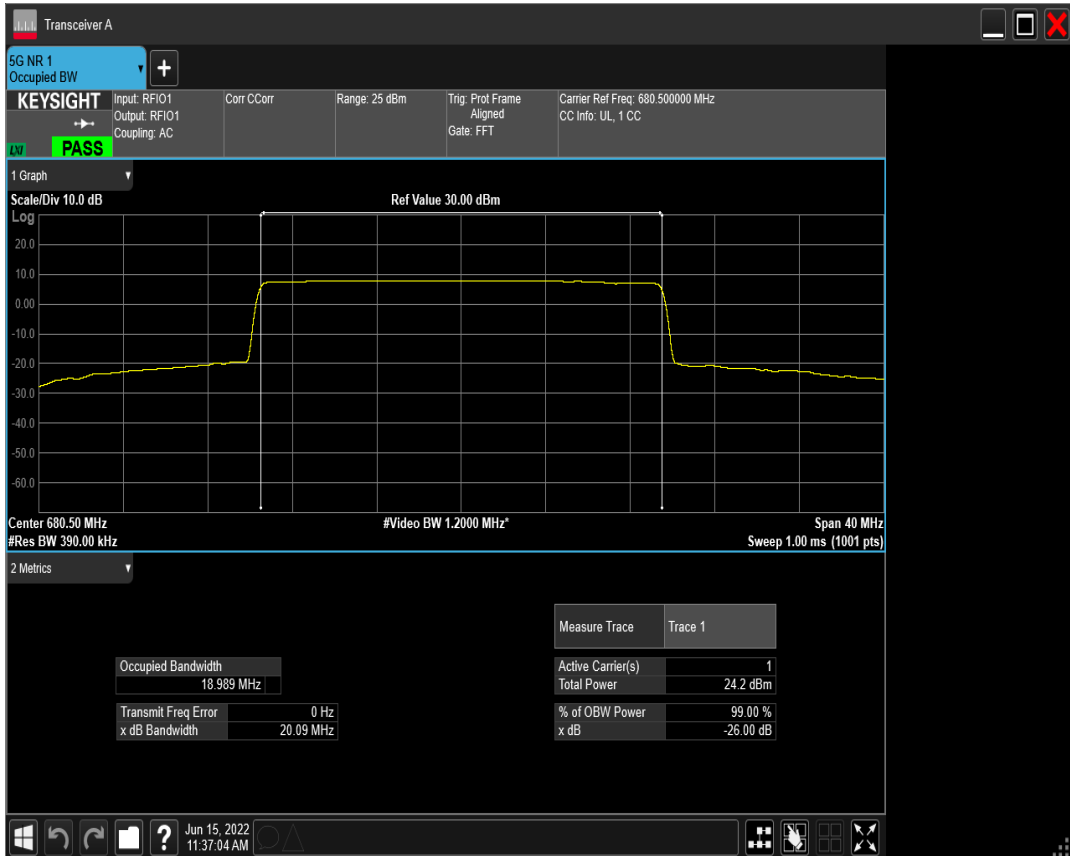 Transceiver A
5G NR 1
Occupied BW
+
KEYSIGHT
LXI
PASS
Input: RFIO1
Output: RFIO1
Coupling: AC
Corr CCorr
Range: 25 dBm
Trig: Prot Frame
Aligned
Gate: FFT
Carrier Ref Freq: 680.500000 MHz
CC Info: UL, 1 CC
1 Graph
Scale/Div 10.0 dB
Ref Value 30.00 dBm
Log
20.0
10.0
0.00
-10.0
-20.0
-30.0
-40.0
-50.0
-60.0
Center 680.50 MHz
#Video BW 1.2000 MHz*
Span 40 MHz
#Res BW 390.00 kHz
Sweep 1.00 ms (1001 pts)
2 Metrics
Measure Trace Trace 1
Occupied Bandwidth
18.989 MHz
Active Carrier(s) 1
Total Power 24.2 dBm
Transmit Freq Error 0 Hz
x dB Bandwidth 20.09 MHz
% of OBW Power 99.00 %
x dB -26.00 dB
?
Jun 15, 2022
11:37:04 AM